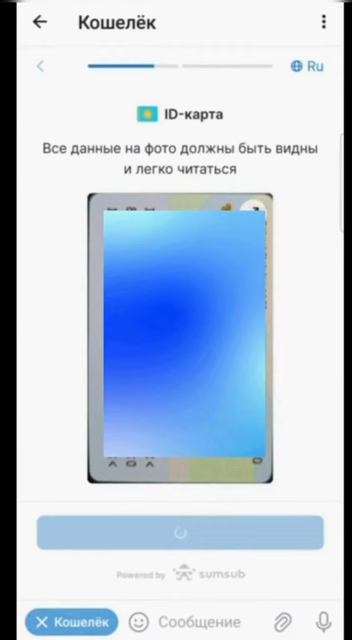 Кошелёк
Ru
ID-карта
Все данные на фото должны быть видны
и легко читаться
Powered by sumsub
Кошелёк
Сообщение